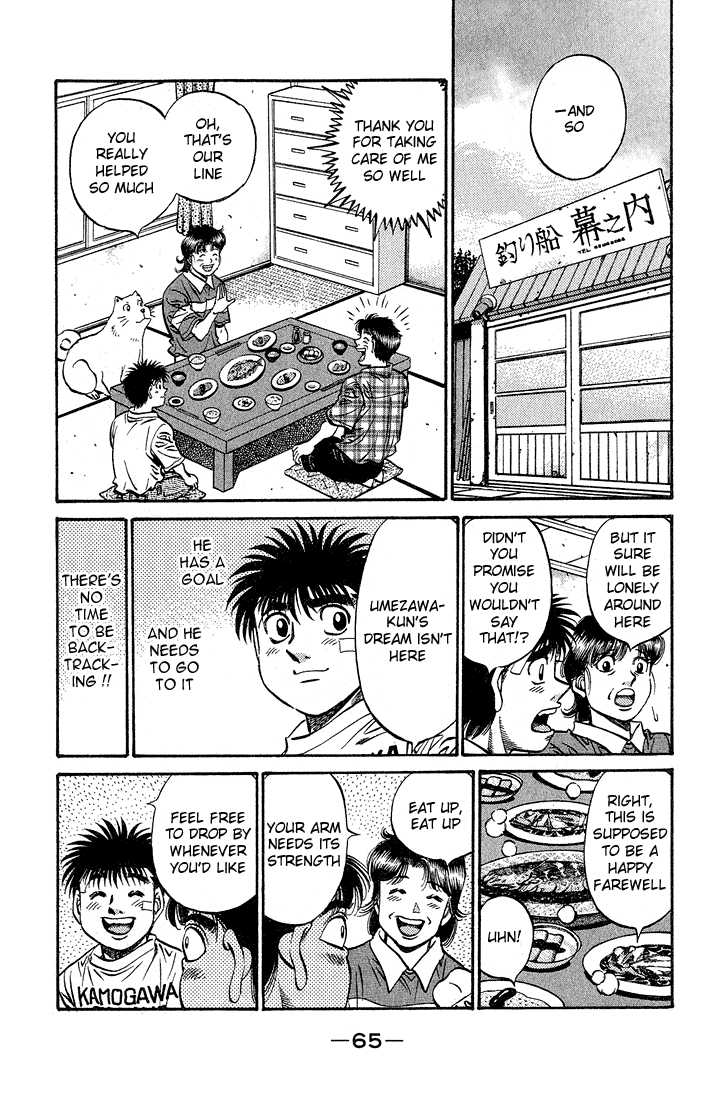 —AND
SO
釣り船 幕之内
THANK YOU
FOR TAKING
CARE OF ME
SO WELL
OH,
THAT'S
OUR
LINE
YOU
REALLY
HELPED
SO MUCH
BUT IT
SURE
WILL BE
LONELY
AROUND
HERE
DIDN'T
YOU
PROMISE
YOU
WOULDN'T
SAY
THAT!?
UMEZAWA-
KUN'S
DREAM ISN'T
HERE
HE
HAS A
GOAL
AND HE
NEEDS
TO GO
TO IT
THERE'S
NO
TIME
TO BE
BACK-
TRACK-
ING !!
RIGHT,
THIS IS
SUPPOSED
TO BE A
HAPPY
FAREWELL
UHN!
EAT UP,
EAT UP
YOUR ARM
NEEDS ITS
STRENGTH
FEEL FREE
TO DROP BY
WHENEVER
YOU'D LIKE
KAMOGAWA
—65—